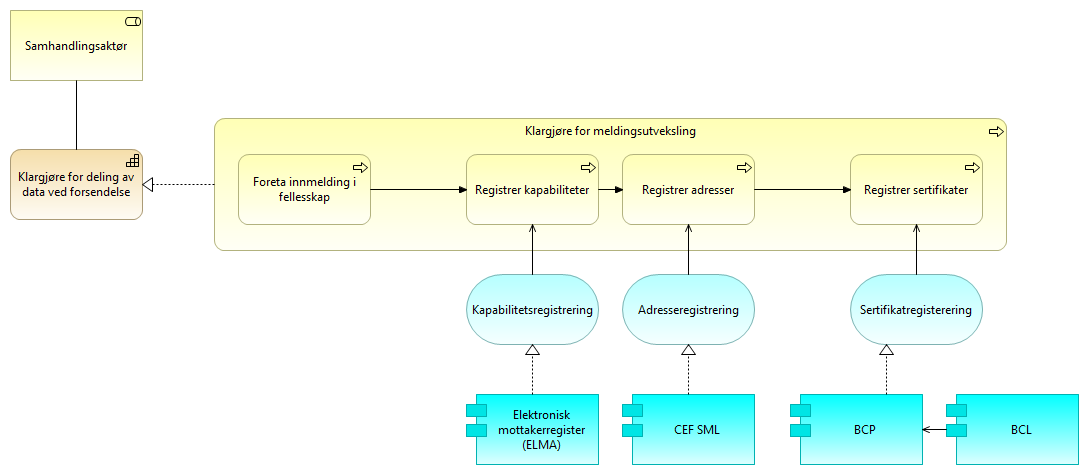 Samhandlingsaktør
Klargjøre for deling av
data ved forsendelse
Klargjøre for meldingsutveksling
Foreta innmelding i
fellesskap
Registrer kapabiliteter
Registrer adresser
Registrer sertifikater
Kapabilitetsregistrering
Adresseregistrering
Sertifikatregisterering
Elektronisk
mottakerregister
(ELMA)
CEF SML
BCP
BCL